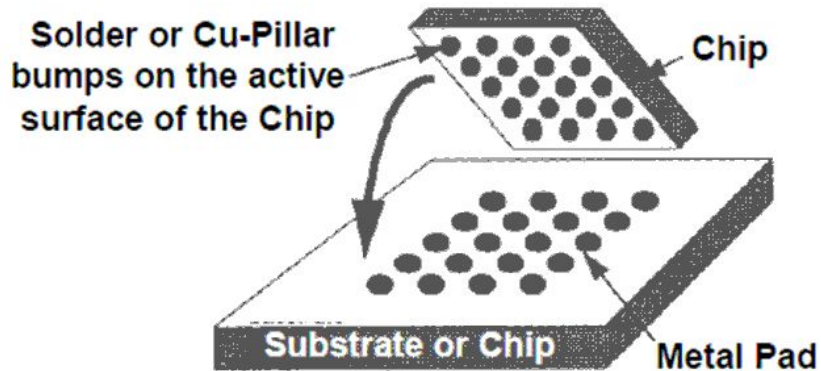 Solder or Cu-Pillar
bumps on the active
surface of the Chip
Chip
Substrate or Chip
Metal Pad